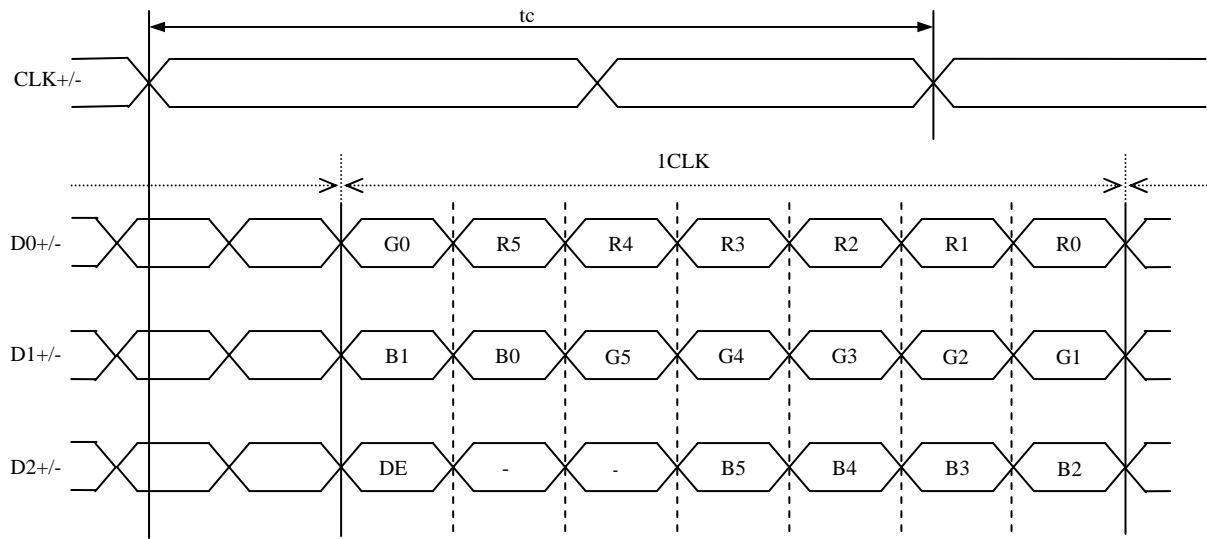 tc
CLK+/-
1CLK
D0+/- G0 R5 R4 R3 R2 R1 R0
D1+/- B1 B0 G5 G4 G3 G2 G1
D2+/- DE - - B5 B4 B3 B2